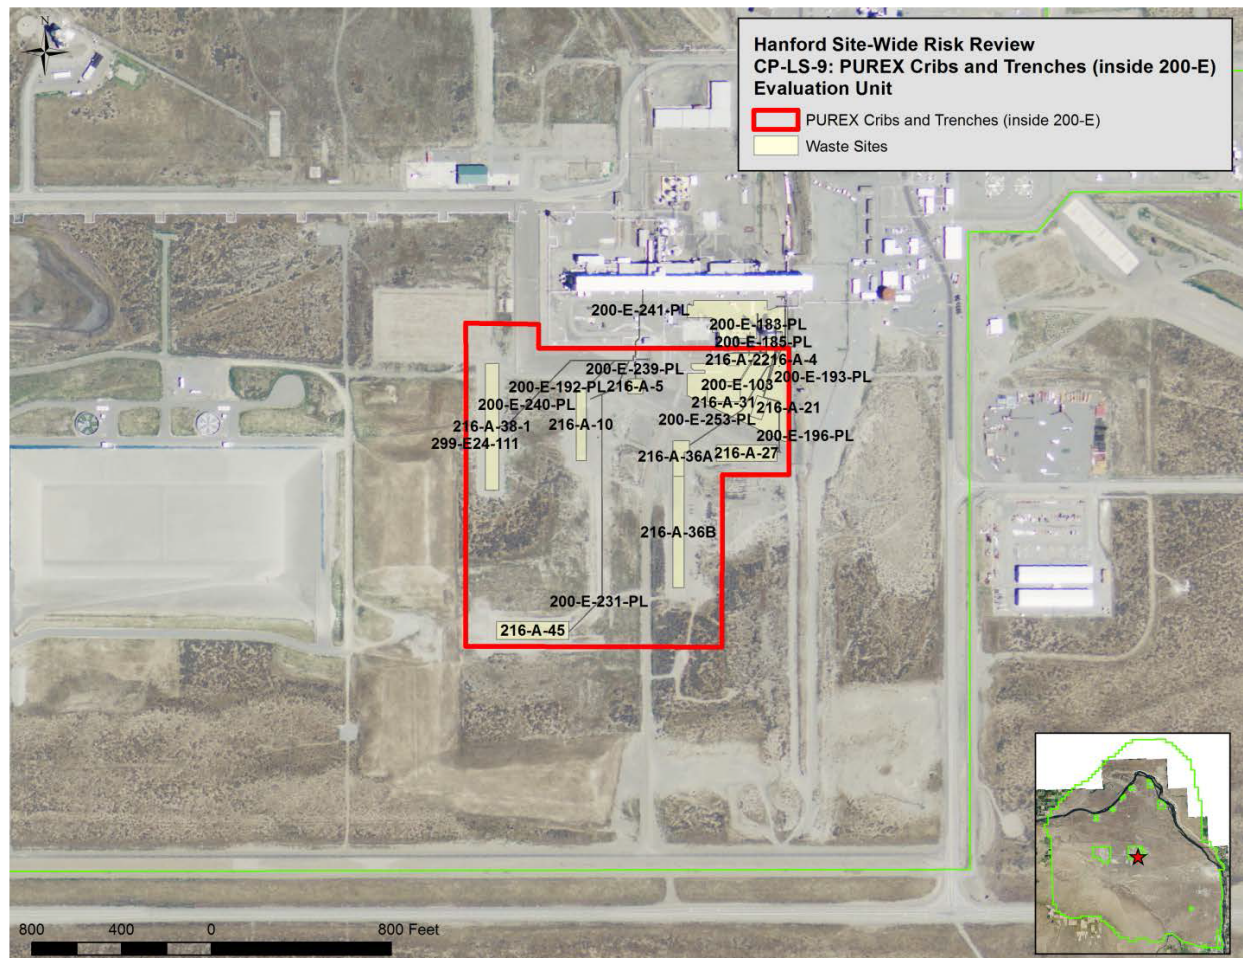 N
Hanford Site-Wide Risk Review
CP-LS-9: PUREX Cribs and Trenches (inside 200-E)
Evaluation Unit
PUREX Cribs and Trenches (inside 200-E)
Waste Sites
200-E-241-PL
200-E-183-PL
200-E-185-PL
216-A-2216-A-4
200-E-239-PL
200-E-193-PL
200-E-192-PL
216-A-5
200-E-103
200-E-240-PL
216-A-31
216-A-21
216-A-38-1
216-A-10
200-E-253-PL
299-E24-111
200-E-196-PL
216-A-36A
216-A-27
216-A-36B
200-E-231-PL
216-A-45
800 400 0 800 Feet